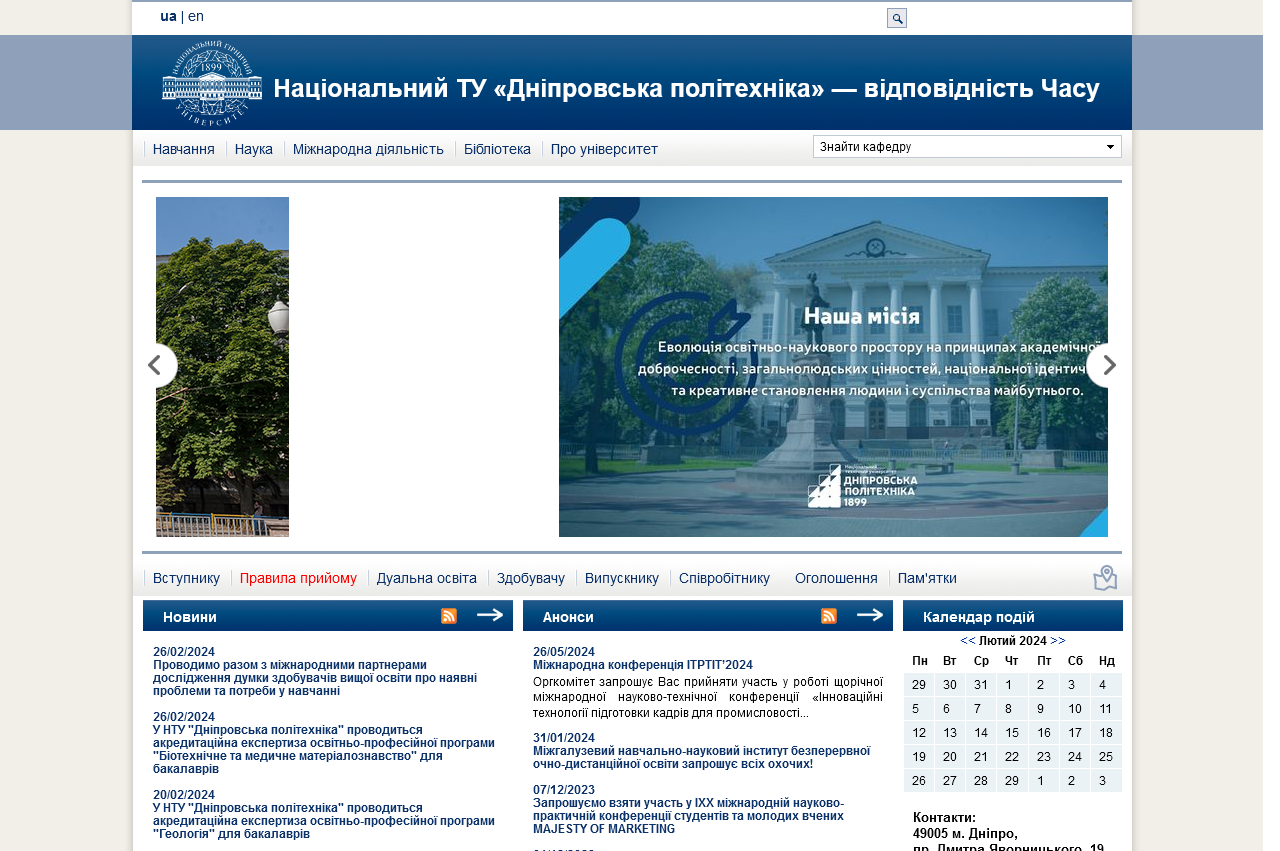 ua | en
НАЦІОНАЛЬНИЙ ГІРНИЧИЙ
1899
УНІВЕРСИТЕТ
Національний ТУ «Дніпровська політехніка» — відповідність Часу
Навчання Наука Міжнародна діяльність Бібліотека Про університет Знайти кафедру
Наша місія
Еволюція освітньо-наукового простору на принципах академічної
доброчесності, загальнолюдських цінностей, національної
та креативне становлення людини і суспільства майбутнього.
Національний
технічний університет
ДНІПРОВСЬКА
ПОЛІТЕХНІКА
1899
Вступнику Правила прийому Дуальна освіта Здобувачу Випускнику Співробітнику Оголошення Пам'ятки
Новини
26/02/2024
Проводимо разом з міжнародними партнерами
дослідження думки здобувачів вищої освіти про наявні
проблеми та потреби у навчанні
26/02/2024
У НТУ "Дніпровська політехніка" проводиться
акредитаційна експертиза освітньо-професійної програми
"Біотехнічне та медичне матеріалознавство" для
бакалаврів
20/02/2024
У НТУ "Дніпровська політехніка" проводиться
акредитаційна експертиза освітньо-професійної програми
"Геологія" для бакалаврів
Анонси
26/05/2024
Міжнародна конференція ІТРТІТ’2024
Оргкомітет запрошує Вас прийняти участь у роботі щорічної
міжнародної науково-технічної конференції «Інноваційні
технології підготовки кадрів для промисловості...
31/01/2024
Міжгалузевий навчально-науковий інститут безперервної
очно-дистанційної освіти запрошує всіх охочих!
07/12/2023
Запрошуємо взяти участь у IXX міжнародній науково-
практичній конференції студентів та молодих вчених
MAJESTY OF MARKETING
Календар подій
<< Лютий 2024 >>
Пн Вт Ср Чт Пт Сб Нд
29 30 31 1 2 3 4
5 6 7 8 9 10 11
12 13 14 15 16 17 18
19 20 21 22 23 24 25
26 27 28 29 1 2 3
Контакти:
49005 м. Дніпро,
пр. Дмитра Яворницького, 19